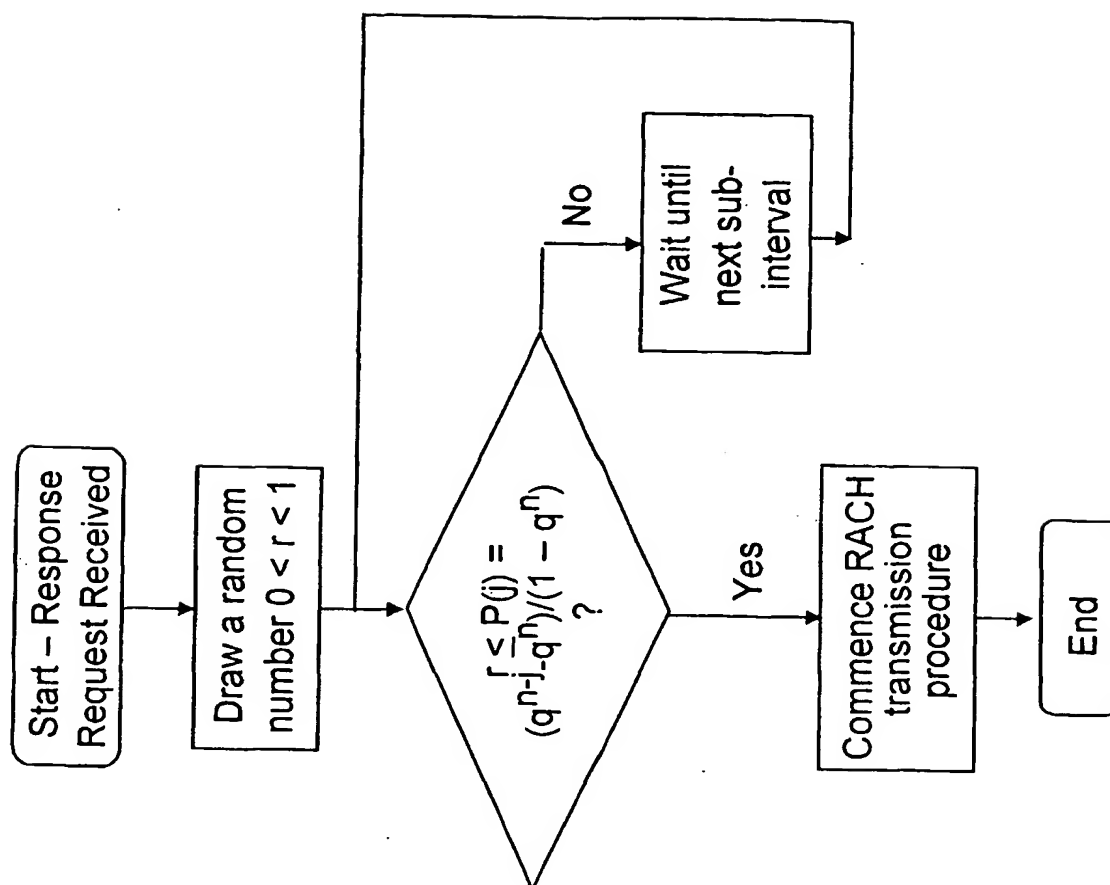 Start – Response
Request Received
Draw a random
number 0 < r < 1
r ≤ P(j) =
(q^n-j-q^n)/(1 – q^n)
?
No
Wait until
next sub-
interval
Yes
Commence RACH
transmission
procedure
End